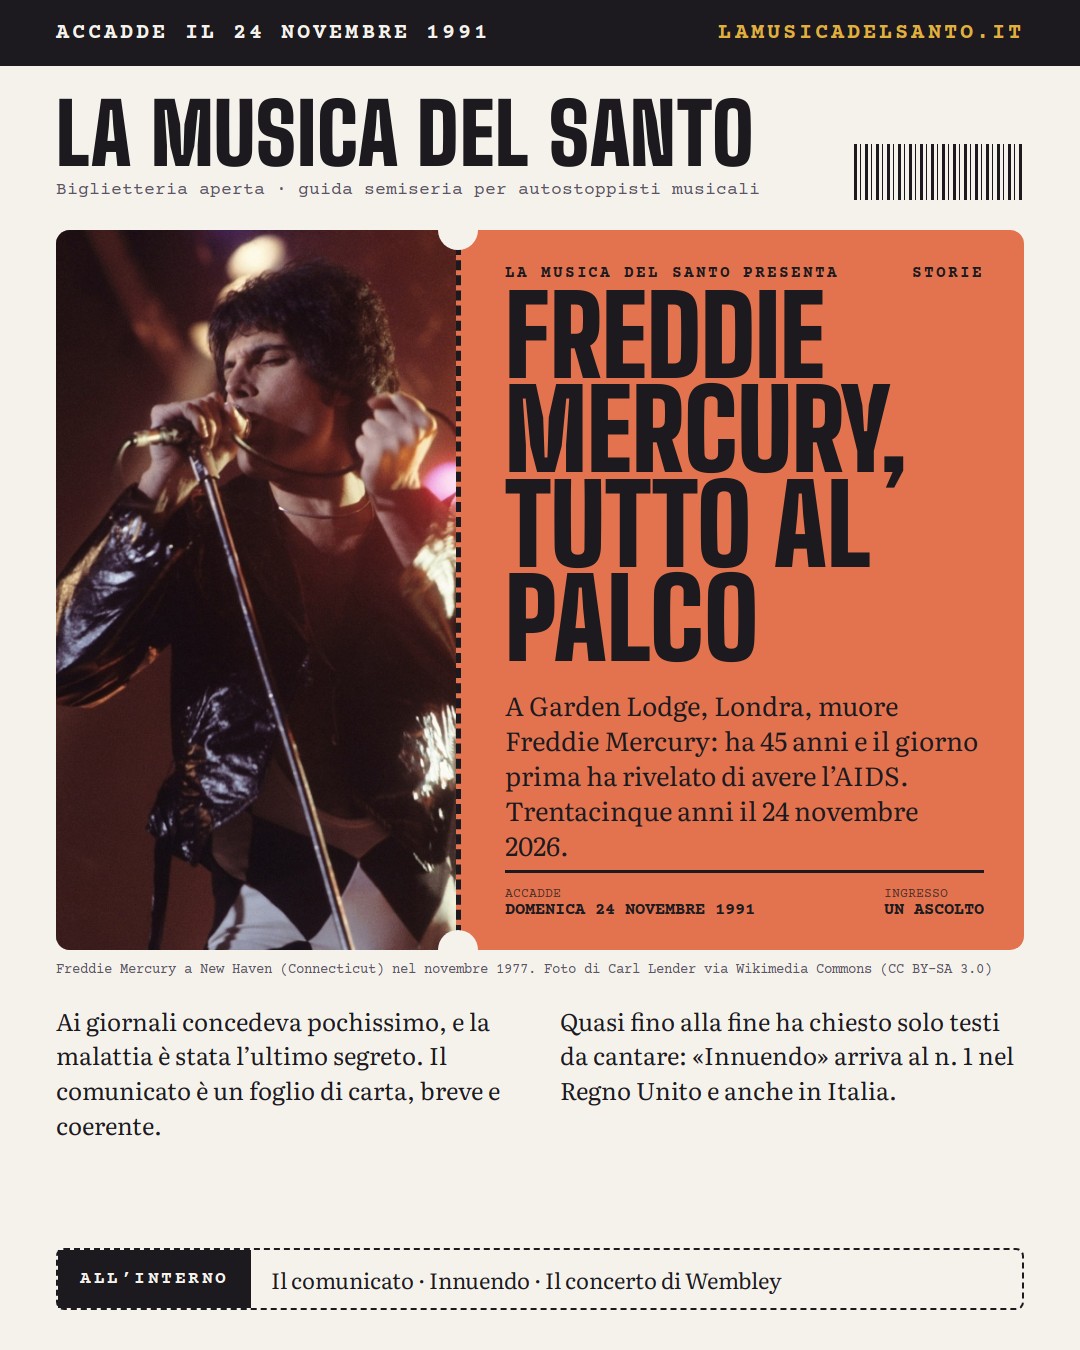 ACCADDE IL 24 NOVEMBRE 1991
LAMUSICADELSANTO.IT
LA MUSICA DEL SANTO
Biglietteria aperta · guida semiseria per autostoppisti musicali
LA MUSICA DEL SANTO PRESENTA
STORIE
FREDDIE
MERCURY,
TUTTO AL
PALCO
A Garden Lodge, Londra, muore
Freddie Mercury: ha 45 anni e il giorno
prima ha rivelato di avere l’AIDS.
Trentacinque anni il 24 novembre
2026.
ACCADDE
DOMENICA 24 NOVEMBRE 1991
INGRESSO
UN ASCOLTO
Freddie Mercury a New Haven (Connecticut) nel novembre 1977. Foto di Carl Lender via Wikimedia Commons (CC BY-SA 3.0)
Ai giornali concedeva pochissimo, e la
malattia è stata l’ultimo segreto. Il
comunicato è un foglio di carta, breve e
coerente.
Quasi fino alla fine ha chiesto solo testi
da cantare: «Innuendo» arriva al n. 1 nel
Regno Unito e anche in Italia.
ALL’INTERNO
Il comunicato · Innuendo · Il concerto di Wembley